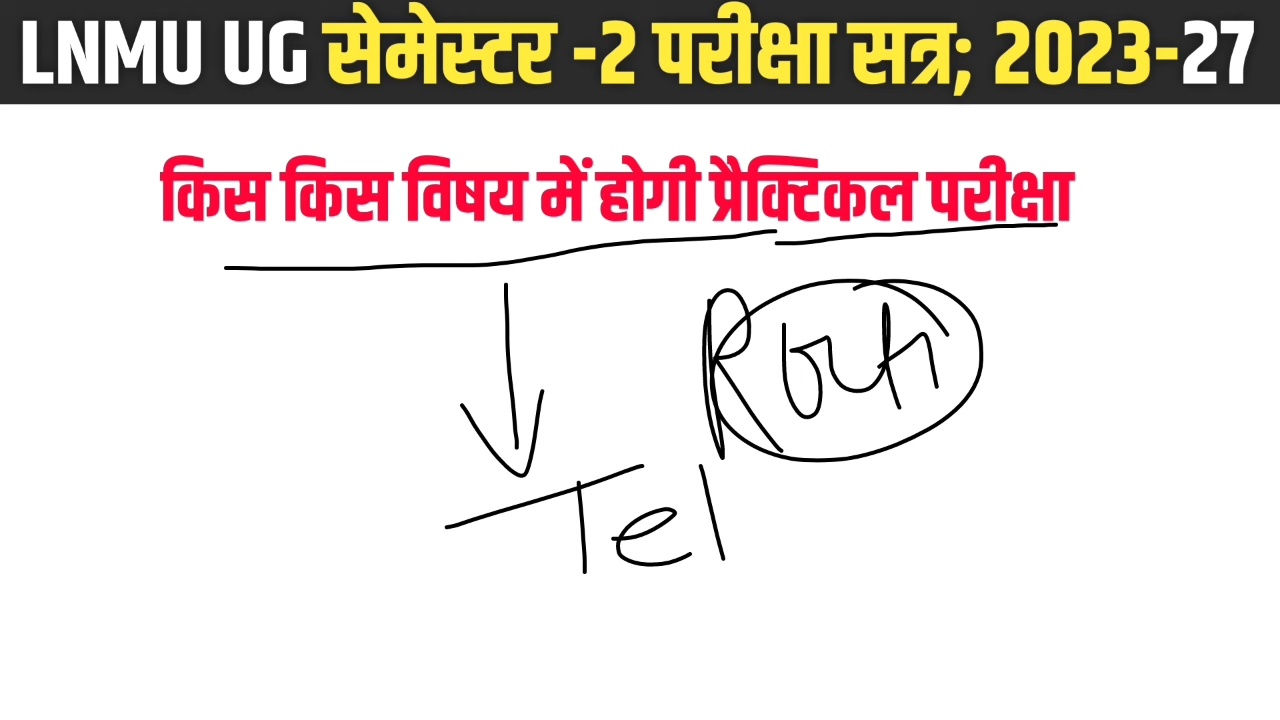 LNMU UG सेमेस्टर -2 परीक्षा सत्र; 2023-27
किस किस विषय में होगी प्रैक्टिकल परीक्षा
Tel